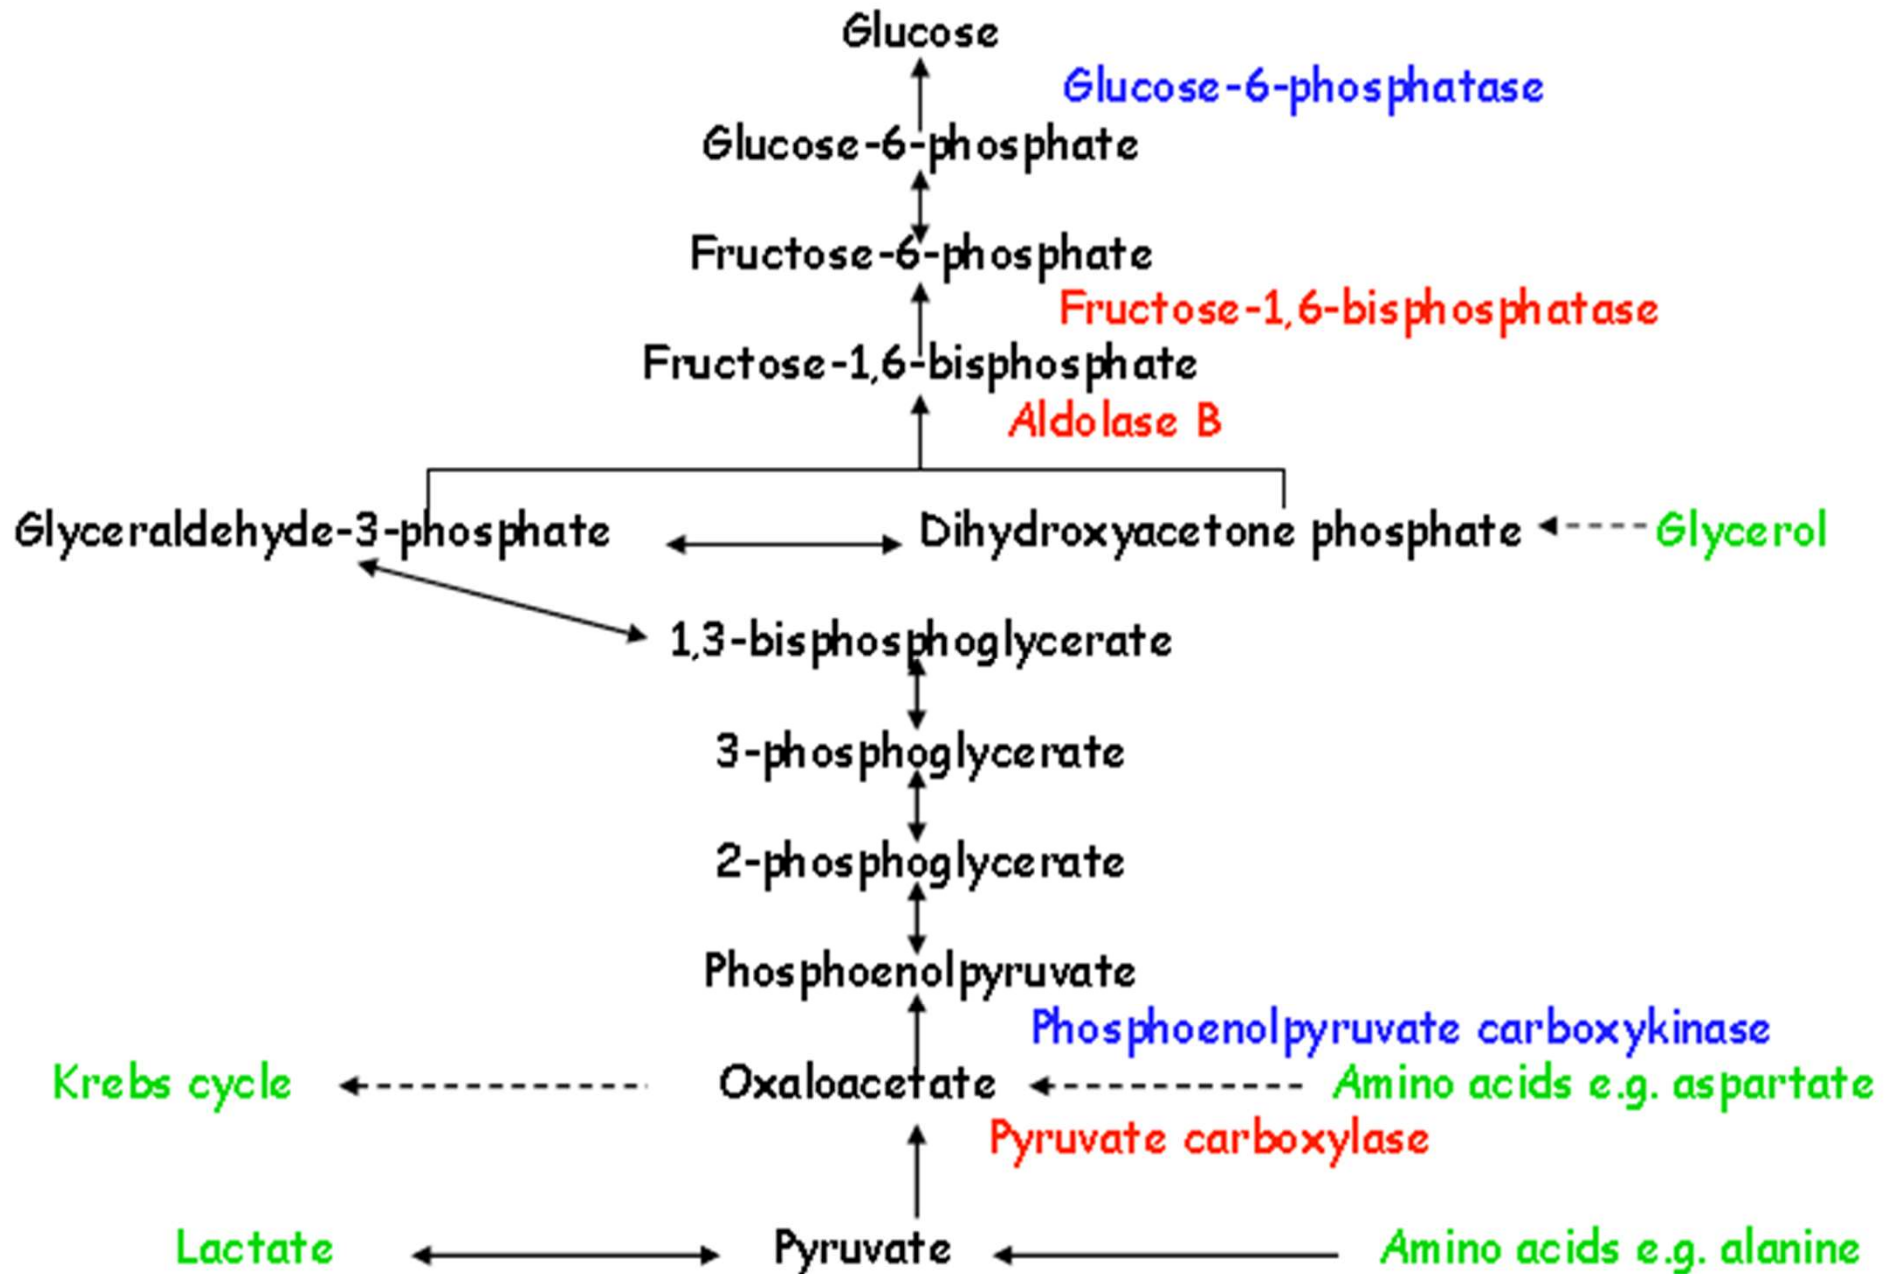 Glucose
Glucose-6-phosphatase
Glucose-6-phosphate
Fructose-6-phosphate
Fructose-1,6-bisphosphatase
Fructose-1,6-bisphosphate
Aldolase B
Glyceraldehyde-3-phosphate
Dihydroxyacetone phosphate
Glycerol
1,3-bisphosphoglycerate
3-phosphoglycerate
2-phosphoglycerate
Phosphoenolpyruvate
Phosphoenolpyruvate carboxykinase
Krebs cycle
Oxaloacetate
Amino acids e.g. aspartate
Pyruvate carboxylase
Lactate
Pyruvate
Amino acids e.g. alanine